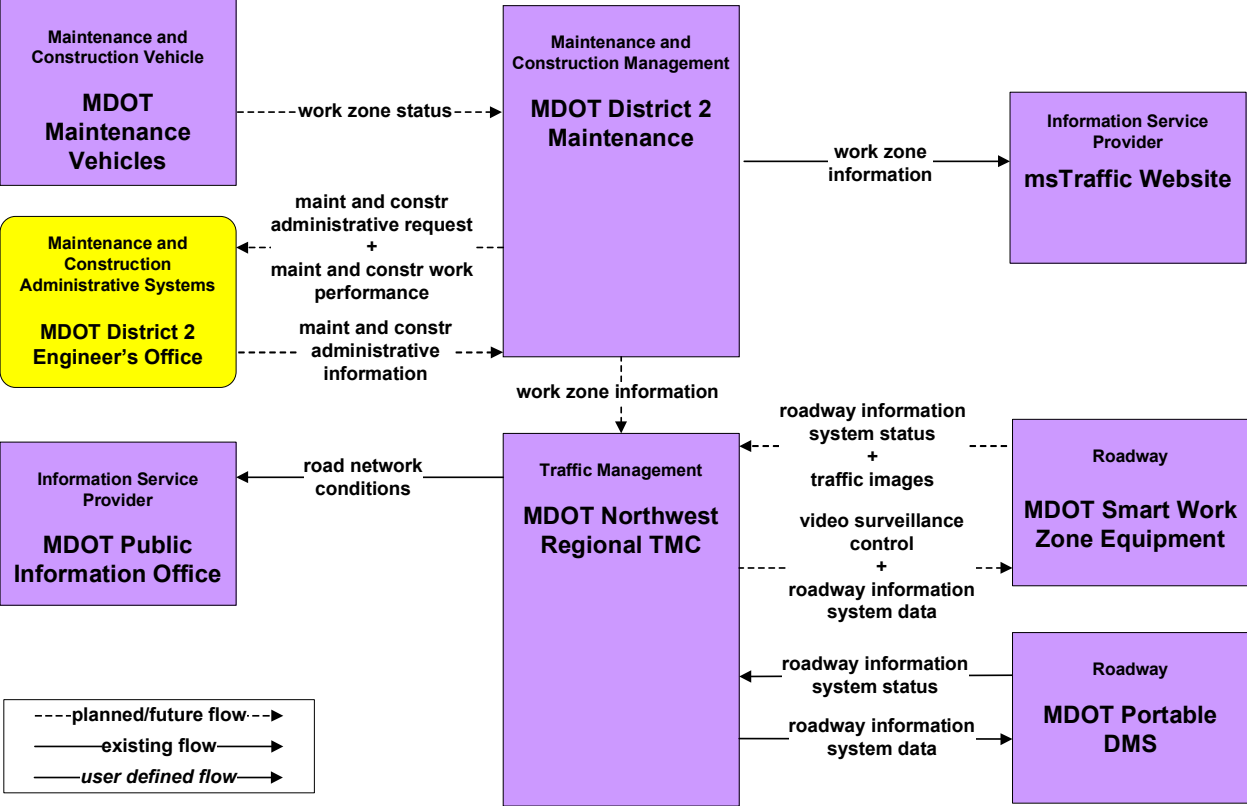 Maintenance and
Construction Vehicle
MDOT
Maintenance
Vehicles
work zone status
Maintenance and
Construction Management
MDOT District 2
Maintenance
work zone
information
Information Service
Provider
msTraffic Website
maint and constr
administrative request
+
maint and constr work
performance
Maintenance and
Construction
Administrative Systems
MDOT District 2
Engineer's Office
maint and constr
administrative
information
work zone information
Information Service
Provider
MDOT Public
Information Office
road network
conditions
Traffic Management
MDOT Northwest
Regional TMC
roadway information
system status
+
traffic images
video surveillance
control
+
roadway information
system data
Roadway
MDOT Smart Work
Zone Equipment
roadway information
system status
roadway information
system data
Roadway
MDOT Portable
DMS
planned/future flow
existing flow
user defined flow